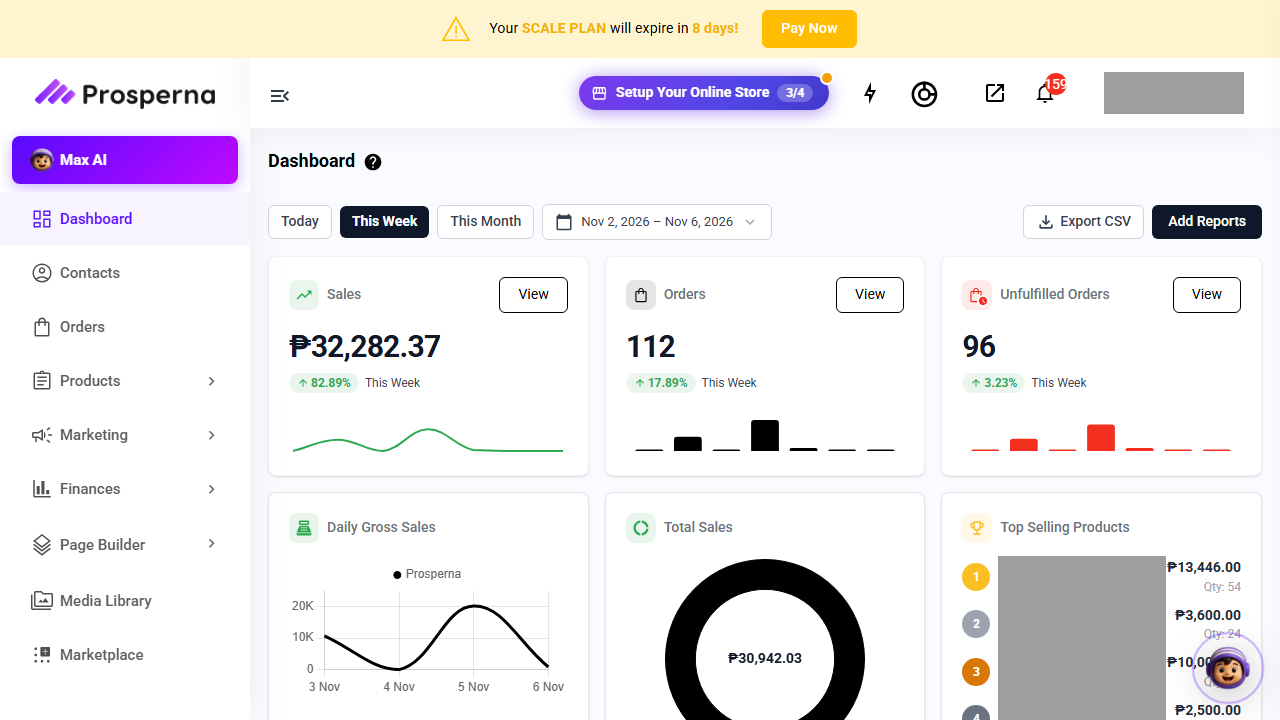 Your SCALE PLAN will expire in 8 days!
Pay Now
Prosperna
Setup Your Online Store 3/4
159
Max AI
Dashboard
Contacts
Orders
Products
Marketing
Finances
Page Builder
Media Library
Marketplace
Dashboard
Today
This Week
This Month
Nov 2, 2026 – Nov 6, 2026
Export CSV
Add Reports
Sales
View
₱32,282.37
82.89% This Week
Orders
View
112
17.89% This Week
Unfulfilled Orders
View
96
3.23% This Week
Daily Gross Sales
Prosperna
20K
10K
0
3 Nov 4 Nov 5 Nov 6 Nov
Total Sales
₱30,942.03
Top Selling Products
1
₱13,446.00
Qty: 54
2
₱3,600.00
Qty: 24
3
4
₱2,500.00